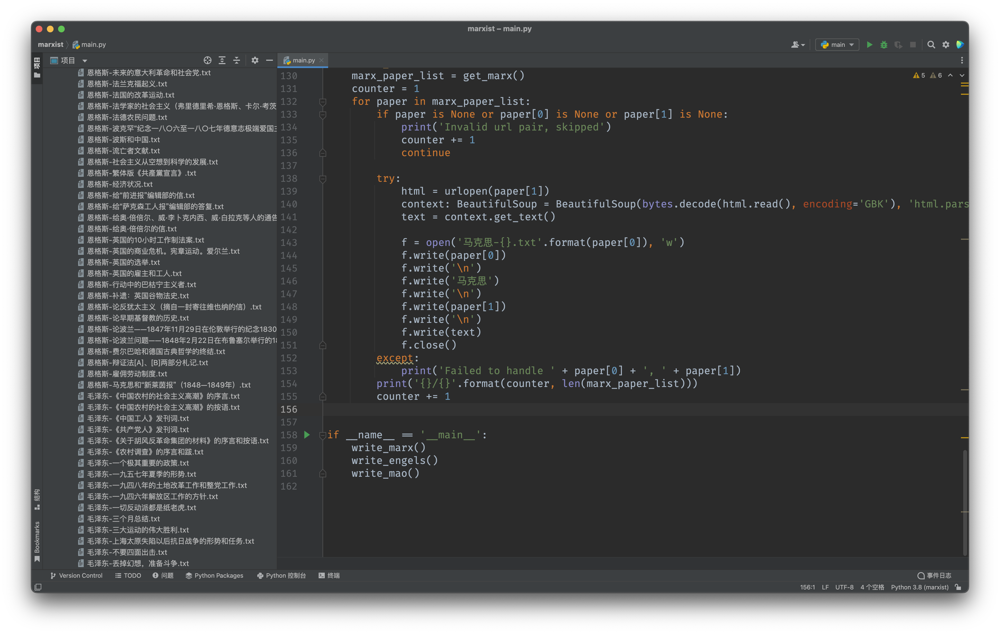 marxist – main.py
marxist
main.py
main
项目
项目
main.py
恩格斯-未来的意大利革命和社会党.txt
恩格斯-法兰克福起义.txt
恩格斯-法国的改革运动.txt
恩格斯-法学家的社会主义（弗里德里希·恩格斯、卡尔·考茨
恩格斯-法德农民问题.txt
恩格斯-波克罕“纪念一八〇六至一八〇七年德意志极端爱国主
恩格斯-波斯和中国.txt
恩格斯-流亡者文献.txt
恩格斯-社会主义从空想到科学的发展.txt
恩格斯-繁体版《共產黨宣言》.txt
恩格斯-经济状况.txt
恩格斯-给“前进报”编辑部的信.txt
恩格斯-给“萨克森工人报”编辑部的答复.txt
恩格斯-给奥·倍倍尔、威·李卜克内西、威·白拉克等人的通告
恩格斯-给奥·倍倍尔的信.txt
恩格斯-英国的10小时工作制法案.txt
恩格斯-英国的商业危机。宪章运动。爱尔兰.txt
恩格斯-英国的选举.txt
恩格斯-英国的雇主和工人.txt
恩格斯-行动中的巴枯宁主义者.txt
恩格斯-补遗：英国谷物法史.txt
恩格斯-论反犹太主义（摘自一封寄往维也纳的信）.txt
恩格斯-论早期基督教的历史.txt
恩格斯-论波兰——1847年11月29日在伦敦举行的纪念1830
恩格斯-论波兰问题——1848年2月22日在布鲁塞尔举行的18
恩格斯-费尔巴哈和德国古典哲学的终结.txt
恩格斯-辩证法[A]、[B]两部分札记.txt
恩格斯-雇佣劳动制度.txt
恩格斯-马克思和“新莱茵报”（1848—1849年）.txt
毛泽东-《中国农村的社会主义高潮》的序言.txt
毛泽东-《中国农村的社会主义高潮》的按语.txt
毛泽东-《中国工人》发刊词.txt
毛泽东-《共产党人》发刊词.txt
毛泽东-《关于胡风反革命集团的材料》的序言和按语.txt
毛泽东-《农村调查》的序言和跋.txt
毛泽东-一个极其重要的政策.txt
毛泽东-一九五七年夏季的形势.txt
毛泽东-一九四八年的土地改革工作和整党工作.txt
毛泽东-一九四六年解放区工作的方针.txt
毛泽东-一切反动派都是纸老虎.txt
毛泽东-三个月总结.txt
毛泽东-三大运动的伟大胜利.txt
毛泽东-上海太原失陷以后抗日战争的形势和任务.txt
毛泽东-不要四面出击.txt
毛泽东-丢掉幻想，准备斗争.txt
结构
Bookmarks
5 6
130 marx_paper_list = get_marx()
131 counter = 1
132 for paper in marx_paper_list:
133 if paper is None or paper[0] is None or paper[1] is None:
134 print('Invalid url pair, skipped')
135 counter += 1
136 continue
137
138 try:
139 html = urlopen(paper[1])
140 context: BeautifulSoup = BeautifulSoup(bytes.decode(html.read(), encoding='GBK'), 'html.pars
141 text = context.get_text()
142
143 f = open('马克思-{}.txt'.format(paper[0]), 'w')
144 f.write(paper[0])
145 f.write('\n')
146 f.write('马克思')
147 f.write('\n')
148 f.write(paper[1])
149 f.write('\n')
150 f.write(text)
151 f.close()
152 except:
153 print('Failed to handle ' + paper[0] + ', ' + paper[1])
154 print('{}/{}'.format(counter, len(marx_paper_list)))
155 counter += 1
156
157
158 if __name__ == '__main__':
159 write_marx()
160 write_engels()
161 write_mao()
162
Version Control
TODO
问题
Python Packages
Python 控制台
终端
事件日志
156:1
LF
UTF-8
4 个空格
Python 3.8 (marxist)